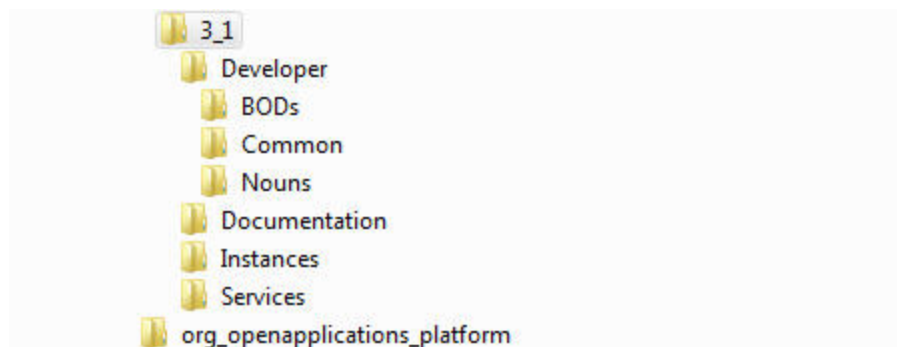 3_1
Developer
BODs
Common
Nouns
Documentation
Instances
Services
org_openapplications_platform